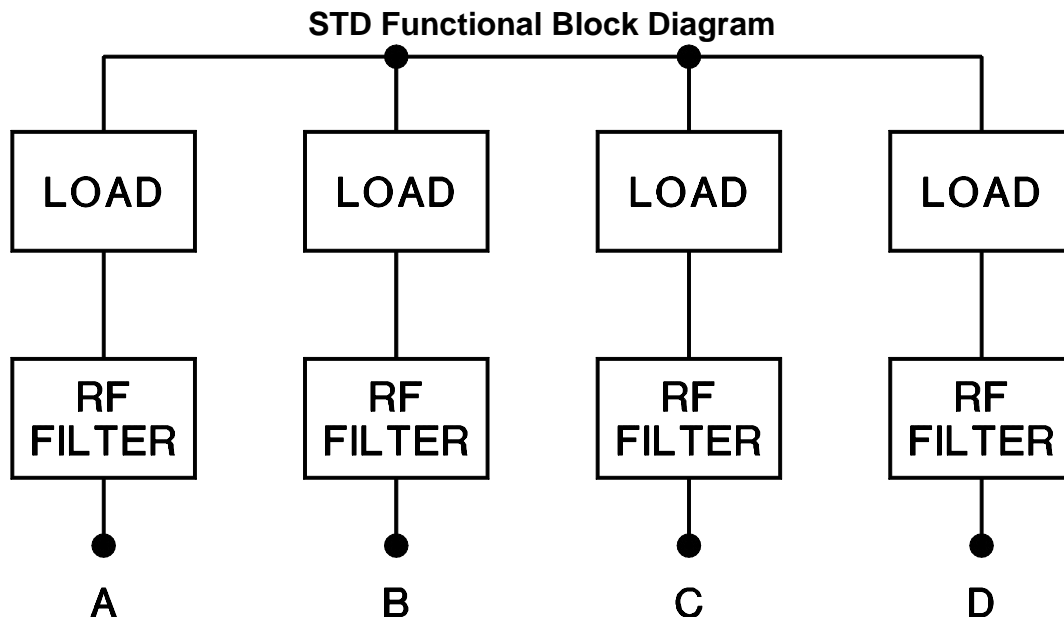 STD Functional Block Diagram
LOAD LOAD LOAD LOAD
RF RF RF RF
FILTER FILTER FILTER FILTER
A B C D